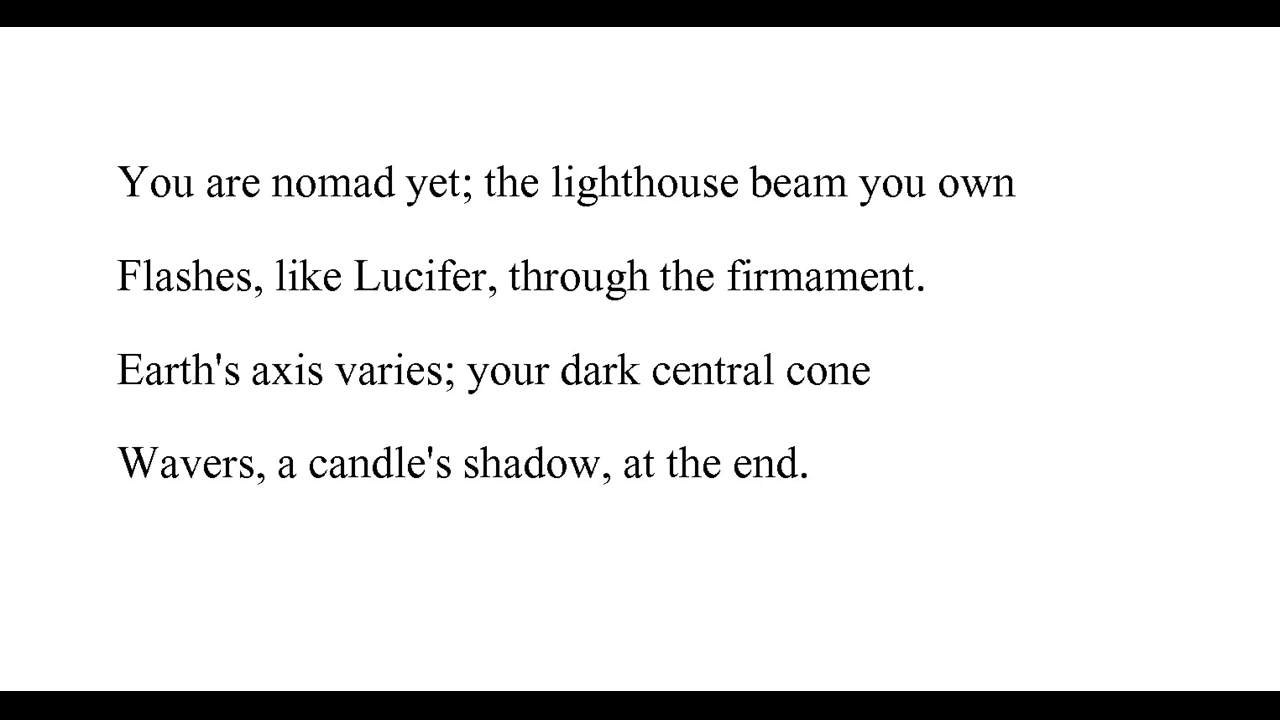 You are nomad yet; the lighthouse beam you own
Flashes, like Lucifer, through the firmament.
Earth's axis varies; your dark central cone
Wavers, a candle's shadow, at the end.